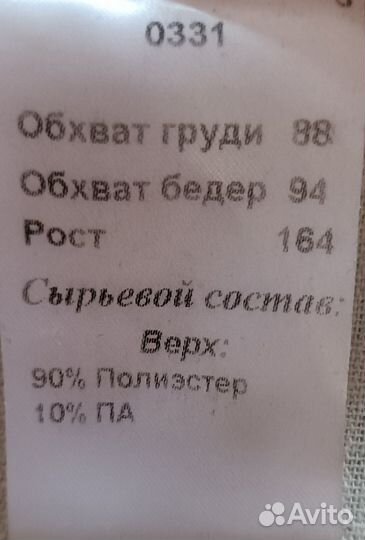 0331
Обхват груди 88
Обхват бедер 94
Рост 164
Сырьевой состав:
Верх:
90% Полиэстер
10% ПА
Avito